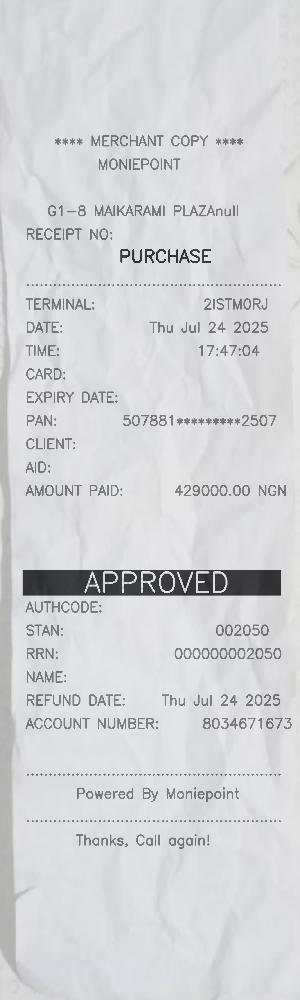 **** MERCHANT COPY ****
MONIEPOINT
G1-8 MAIKARAMI PLAZAnull
RECEIPT NO:
PURCHASE
TERMINAL: 2ISTM0RJ
DATE: Thu Jul 24 2025
TIME: 17:47:04
CARD:
EXPIRY DATE:
PAN: 507881*********2507
CLIENT:
AID:
AMOUNT PAID: 429000.00 NGN
APPROVED
AUTHCODE:
STAN: 002050
RRN: 000000002050
NAME:
REFUND DATE: Thu Jul 24 2025
ACCOUNT NUMBER: 8034671673
Powered By Moniepoint
Thanks, Call again!